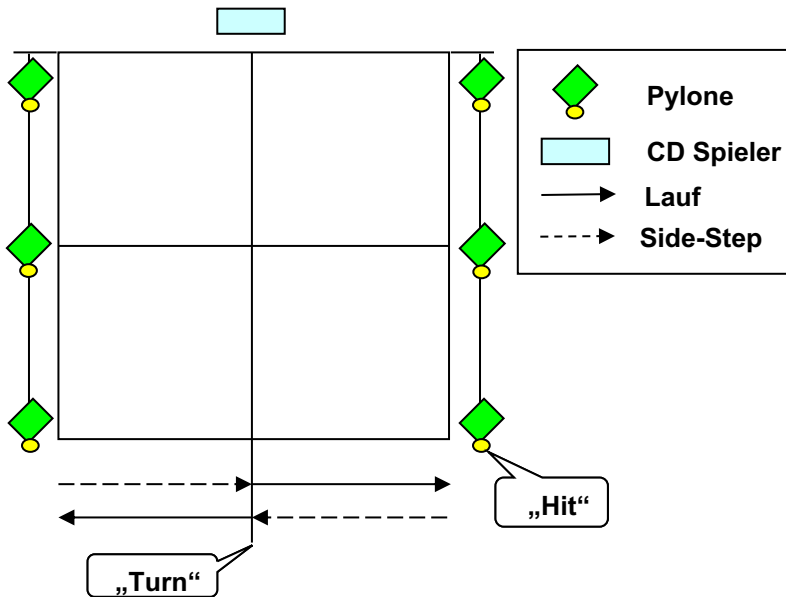 Pylone
CD Spieler
Lauf
Side-Step
„Hit“
„Turn“